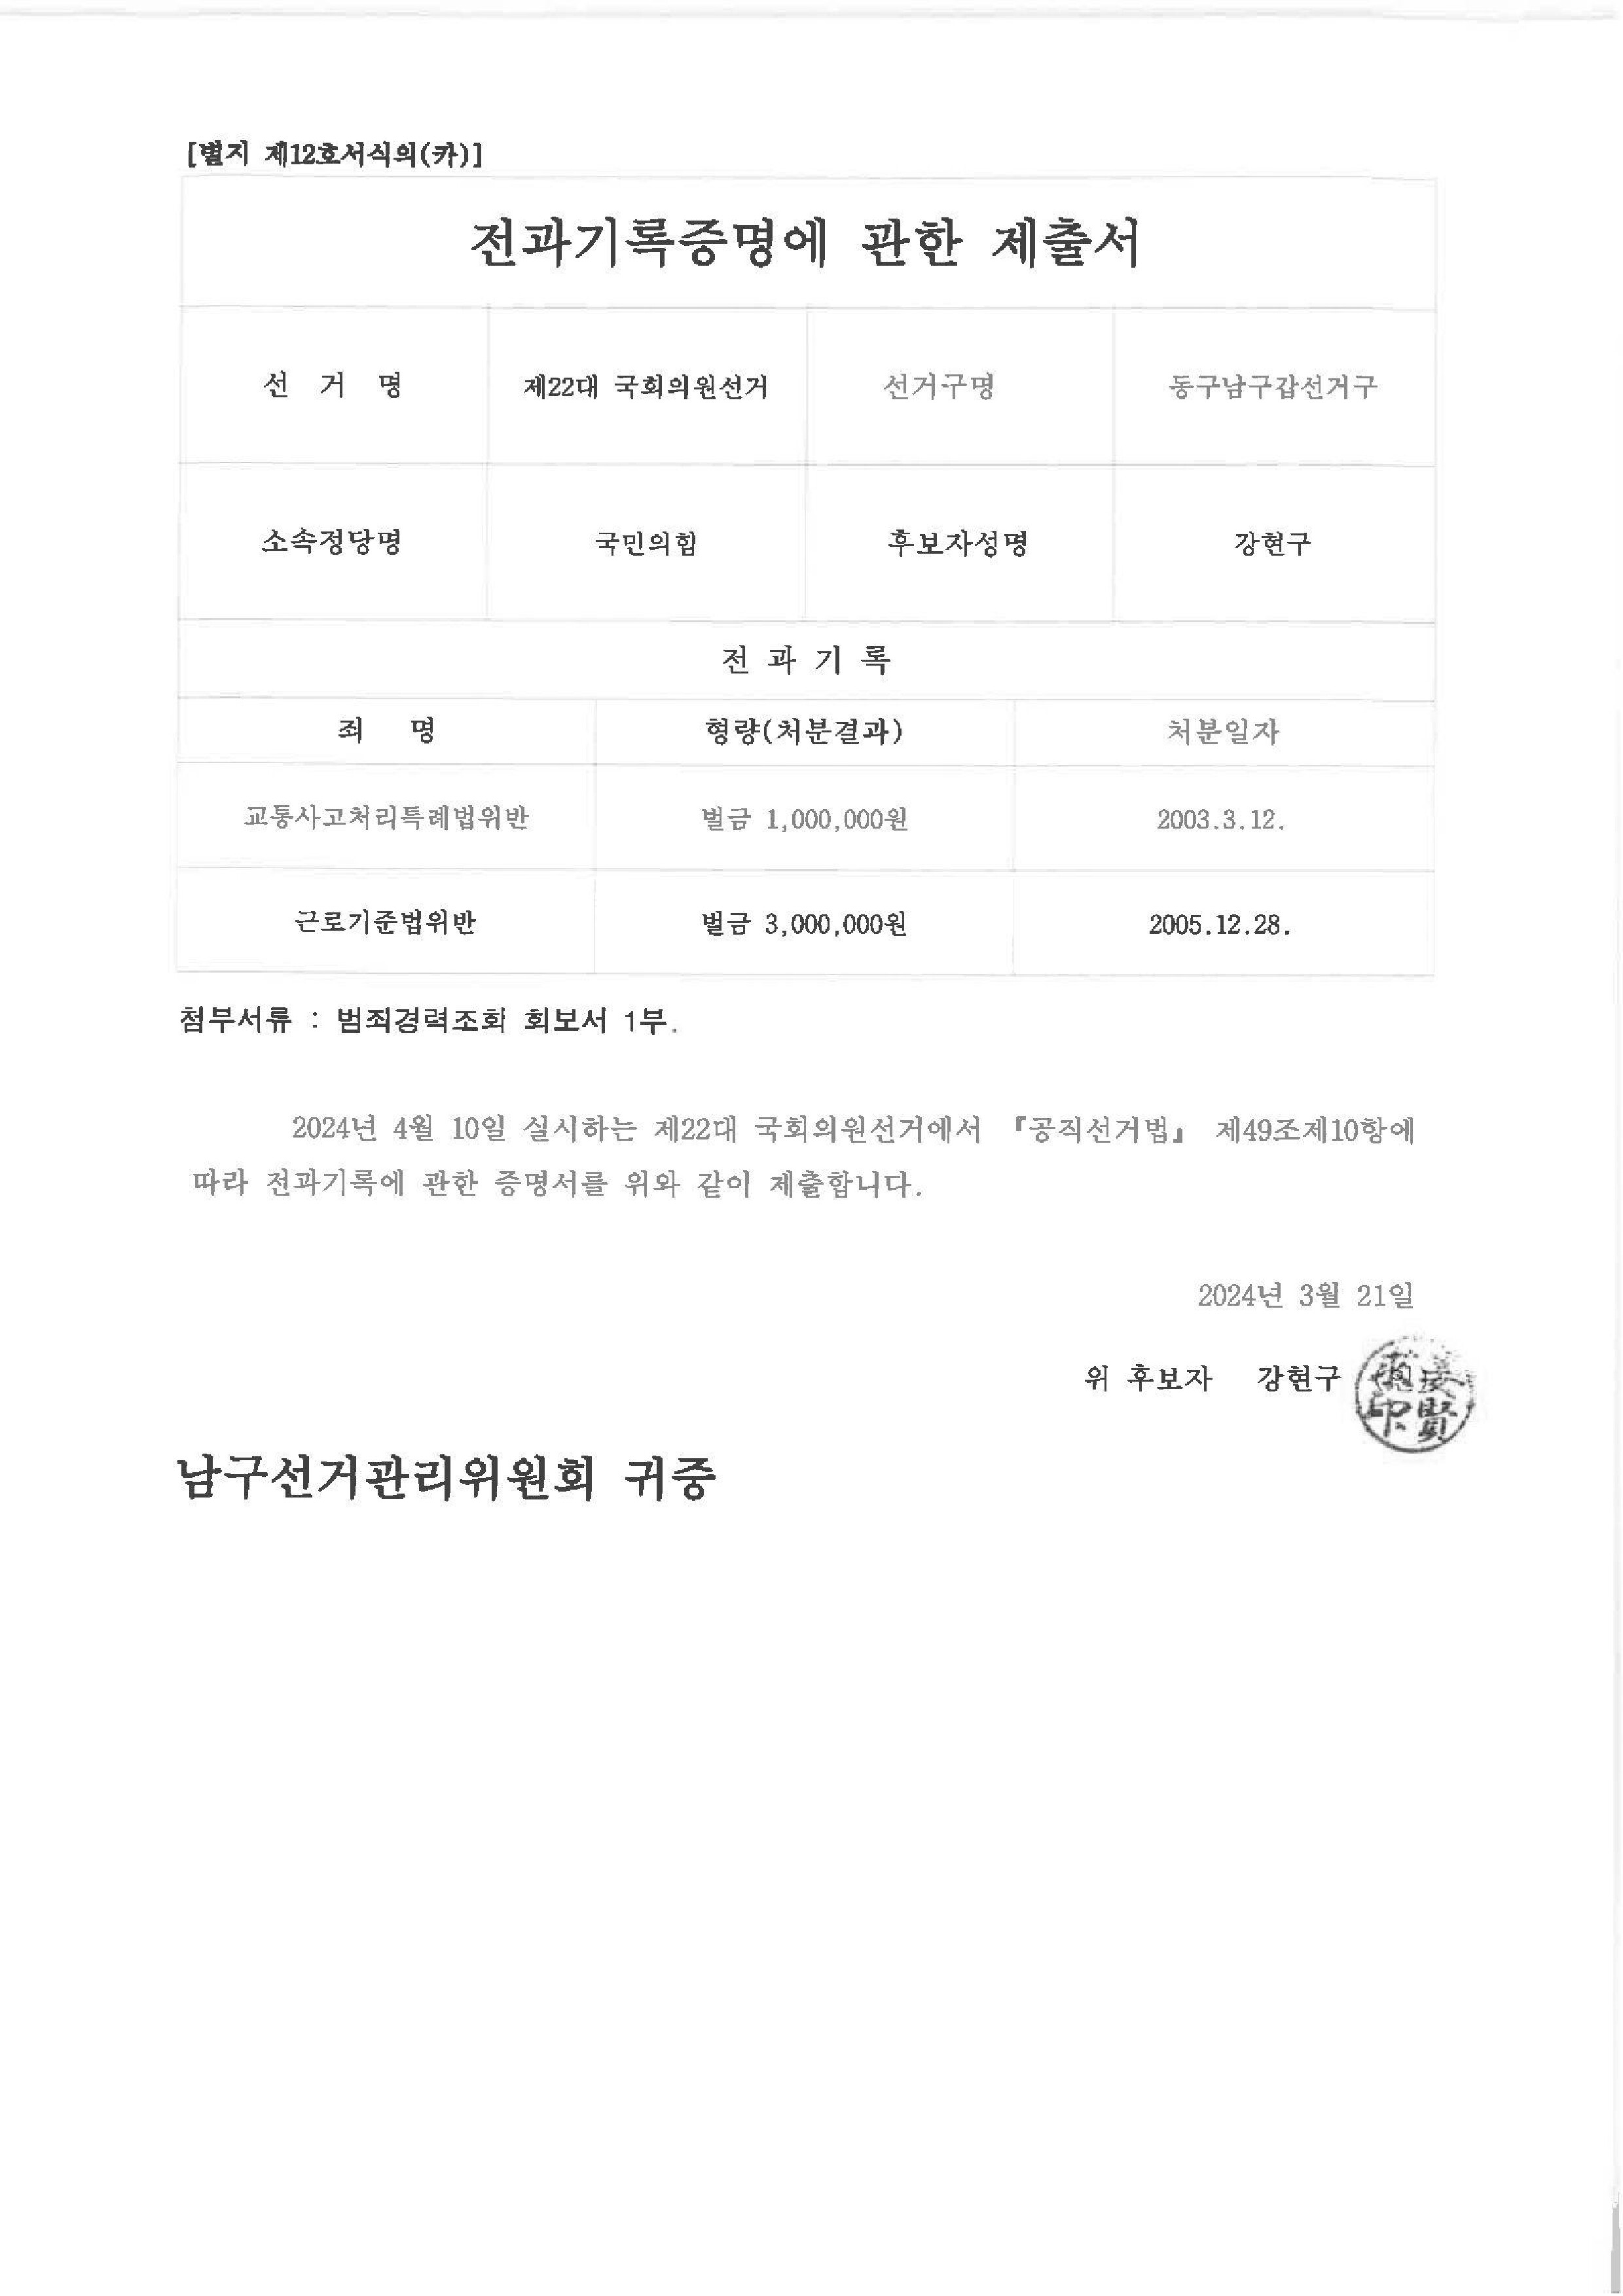 [별지 제12호서식의(카)]
전과기록증명에 관한 제출서
선 거 명 제22대 국회의원선거 선거구명 동구남구갑선거구
소속정당명 국민의힘 후보자성명 강현구
전 과 기 록
죄 명 형량(처분결과) 처분일자
교통사고처리특례법위반 벌금 1,000,000원 2003.3.12.
근로기준법위반 벌금 3,000,000원 2005.12.28.
첨부서류 : 범죄경력조회 회보서 1부.
2024년 4월 10일 실시하는 제22대 국회의원선거에서 『공직선거법』 제49조제10항에
따라 전과기록에 관한 증명서를 위와 같이 제출합니다.
2024년 3월 21일
위 후보자 강현구
남구선거관리위원회 귀중